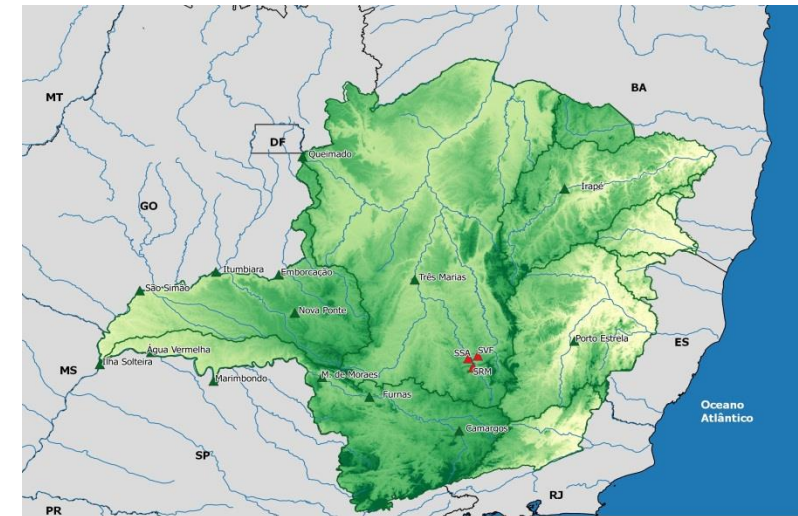 BA
MT
DF
Queimado
Irapé
GO
Itumbiara
Emborcação
Três Marias
São Simão
Nova Ponte
Porto Estrela
ES
SSA
SVF
Água Vermelha
Ilha Solteira
SRM
MS
Marimbondo
M. de Moraes
Furnas
Oceano
Atlântico
Camargos
SP
RJ
PR